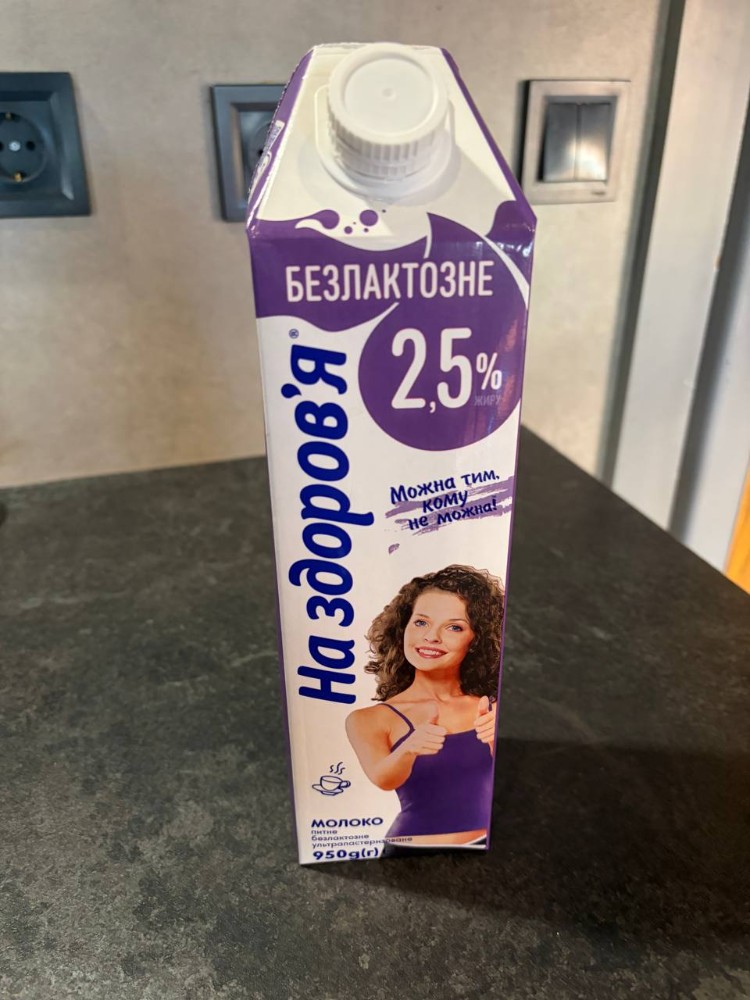 БЕЗЛАКТОЗНЕ
2,5%
ЖИРУ
На здоров'я®
Можна тим,
кому
не можна!
МОЛОКО
питне
безлактозне
ультрапастеризоване
950g(г)